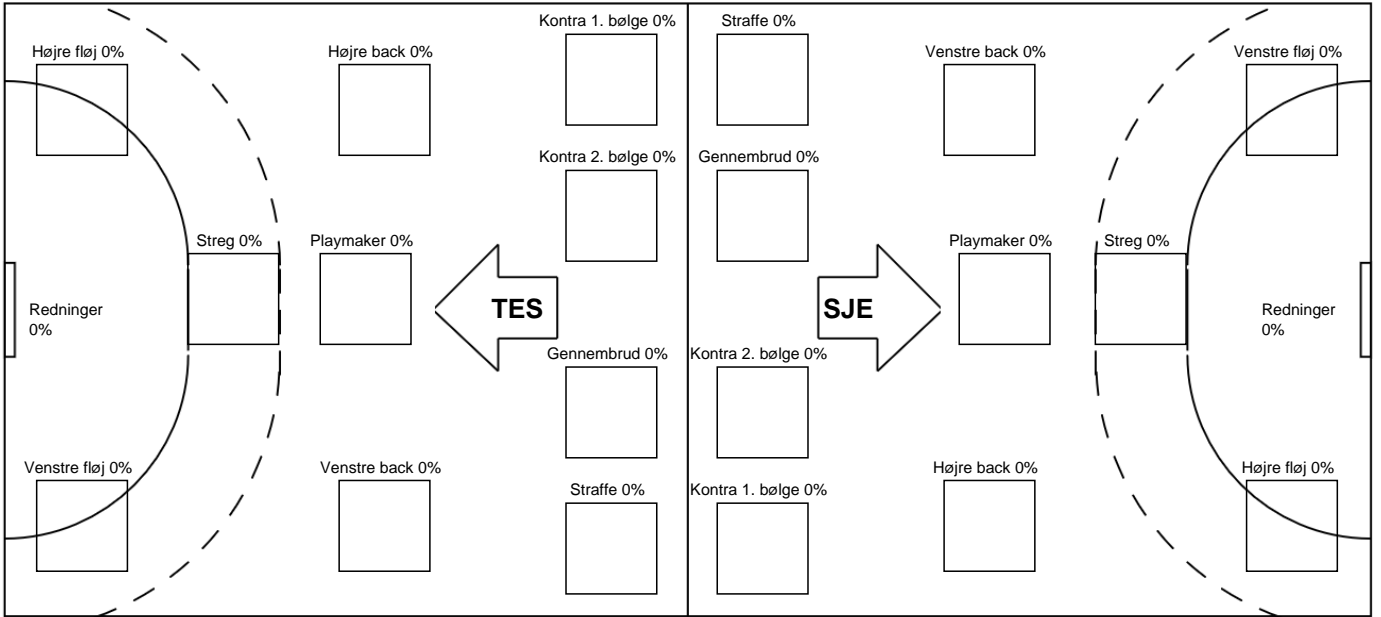 Kontra 1. bølge 0%
Straffe 0%
Højre fløj 0%
Højre back 0%
Venstre back 0%
Venstre fløj 0%
Kontra 2. bølge 0%
Gennembrud 0%
Streg 0%
Playmaker 0%
Playmaker 0%
Streg 0%
Redninger
0%
TES
SJE
Redninger
0%
Gennembrud 0%
Kontra 2. bølge 0%
Venstre fløj 0%
Venstre back 0%
Højre back 0%
Højre fløj 0%
Straffe 0%
Kontra 1. bølge 0%